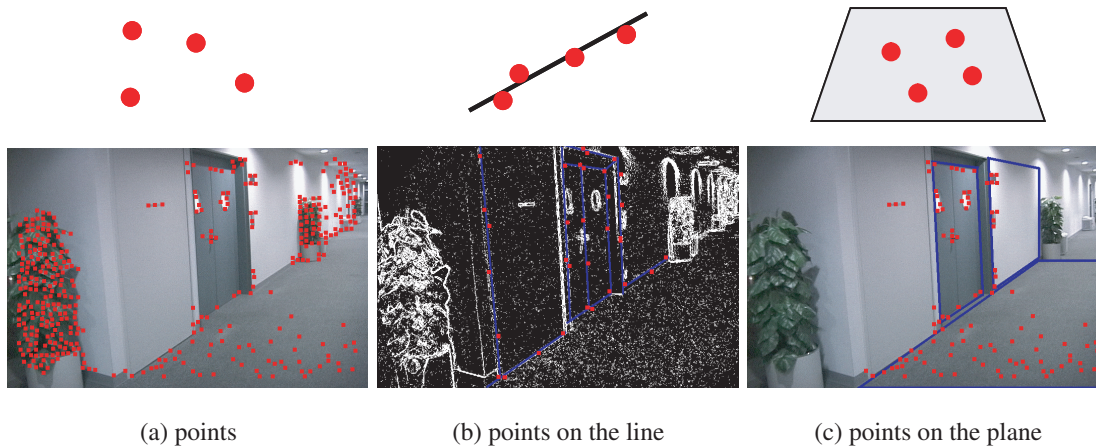 (a) points
(b) points on the line
(c) points on the plane